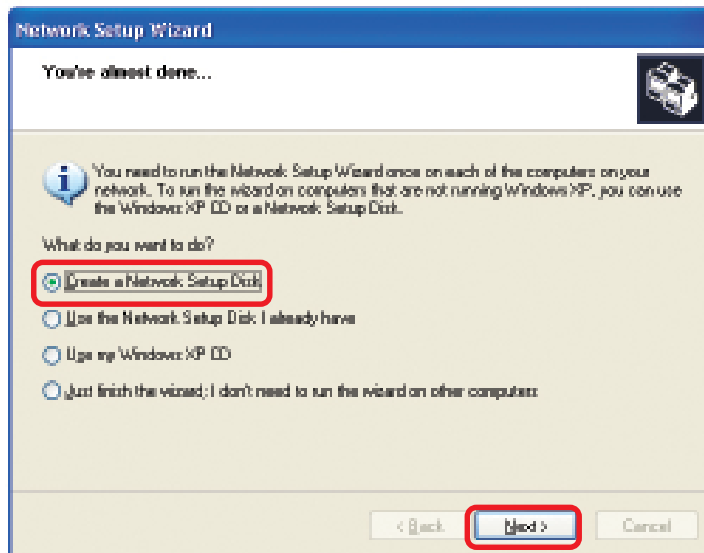 Network Setup Wizard
You're almost done...
You need to run the Network Setup Wizard once on each of the computers on your
network. To run the wizard on computers that are not running Windows XP, you can use
the Windows XP CD or a Network Setup Disk.
What do you want to do?
Create a Network Setup Disk
Use the Network Setup Disk I already have
Use my Windows XP CD
Just finish the wizard; I don't need to run the wizard on other computers
< Back
Next >
Cancel